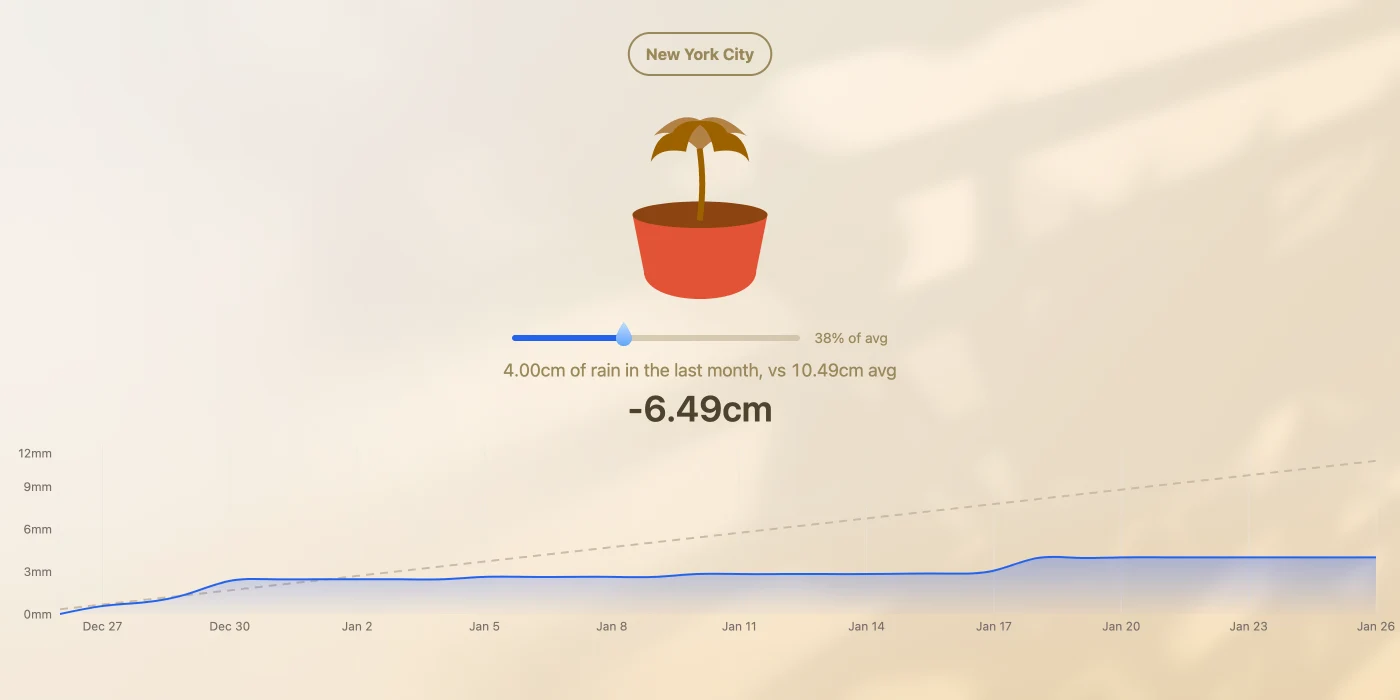 New York City
38% of avg
4.00cm of rain in the last month, vs 10.49cm avg
-6.49cm
12mm
9mm
6mm
3mm
0mm
Dec 27 Dec 30 Jan 2 Jan 5 Jan 8 Jan 11 Jan 14 Jan 17 Jan 20 Jan 23 Jan 26